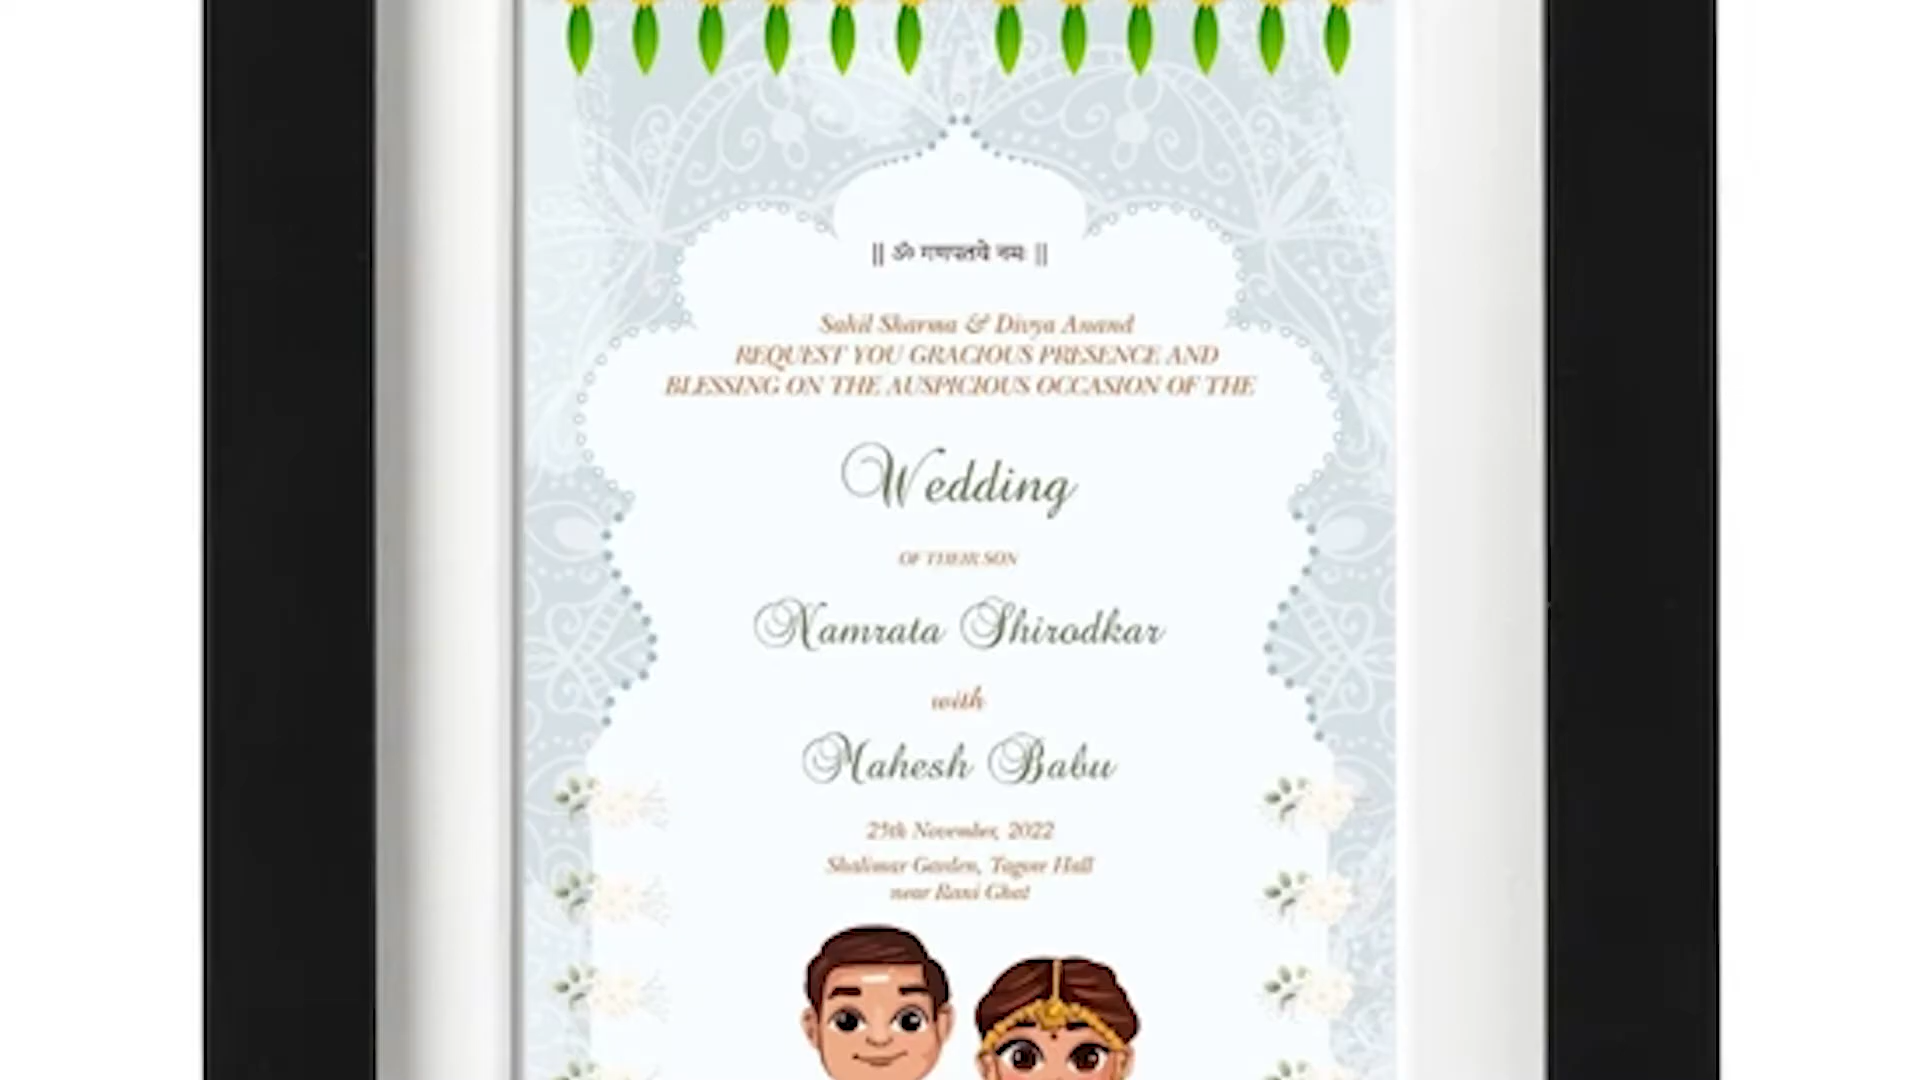 || ॐ गणपतये नमः ||
Sahil Sharma & Divya Anand
REQUEST YOU GRACIOUS PRESENCE AND
BLESSING ON THE AUSPICIOUS OCCASION OF THE
Wedding
OF THEIR SON
Namrata Shirodkar
with
Mahesh Babu
25th November, 2022
Shalimar Garden, Tagore Hall
near Rani Ghat